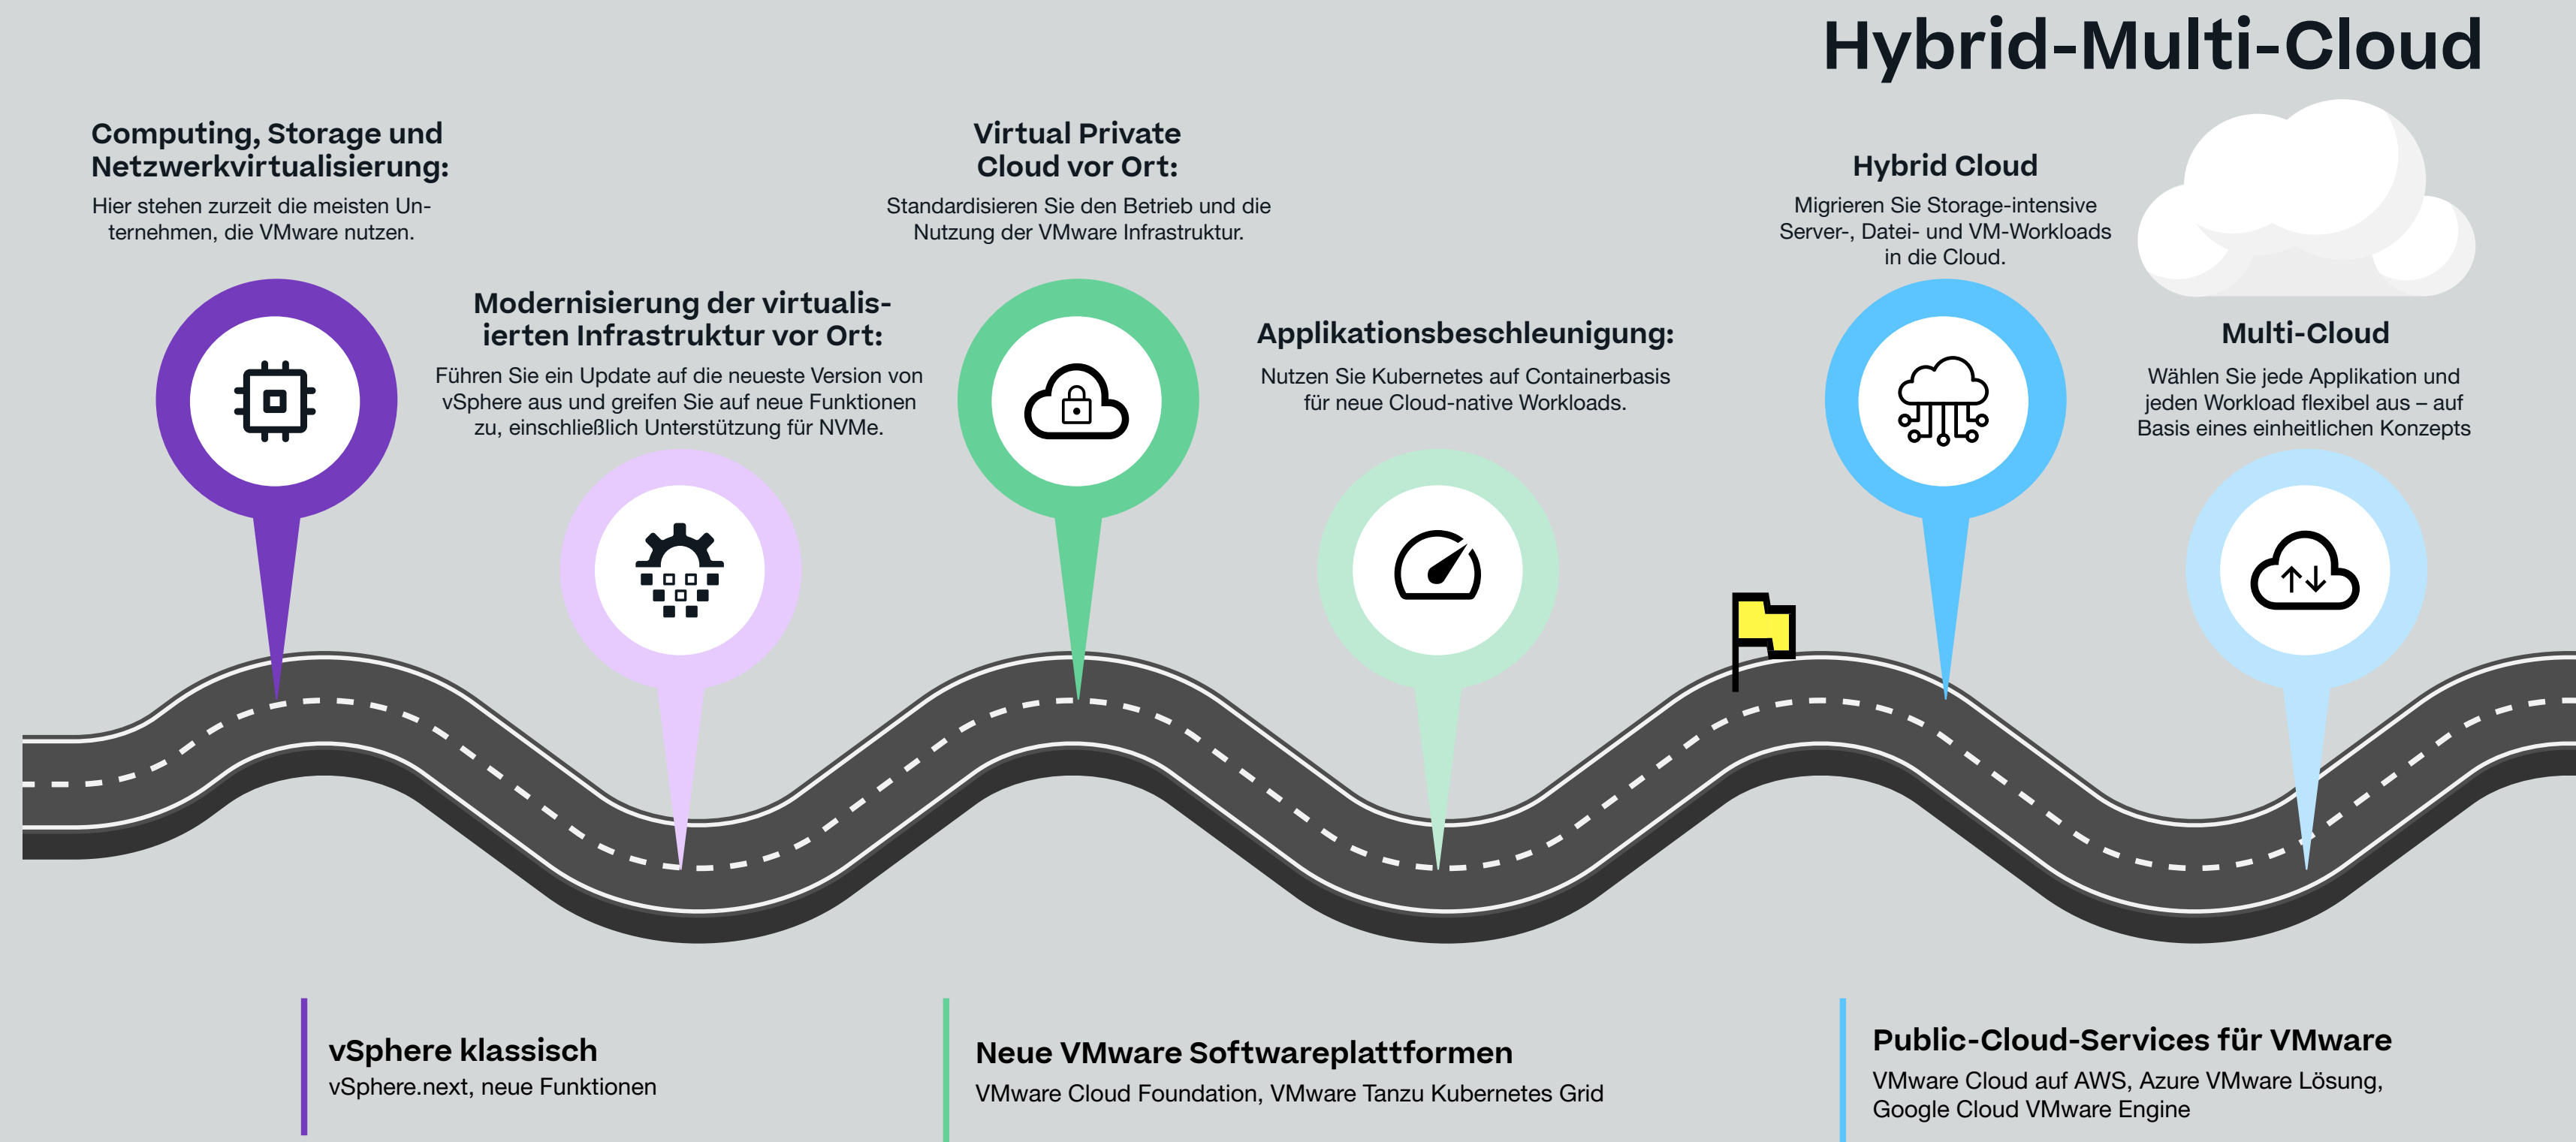 Hybrid-Multi-Cloud
Computing, Storage und
Netzwerkvirtualisierung:
Hier stehen zurzeit die meisten Un-
ternehmen, die VMware nutzen.
Modernisierung der virtualis-
ierten Infrastruktur vor Ort:
Führen Sie ein Update auf die neueste Version von
vSphere aus und greifen Sie auf neue Funktionen
zu, einschließlich Unterstützung für NVMe.
Virtual Private
Cloud vor Ort:
Standardisieren Sie den Betrieb und die
Nutzung der VMware Infrastruktur.
Applikationsbeschleunigung:
Nutzen Sie Kubernetes auf Containerbasis
für neue Cloud-native Workloads.
Hybrid Cloud
Migrieren Sie Storage-intensive
Server-, Datei- und VM-Workloads
in die Cloud.
Multi-Cloud
Wählen Sie jede Applikation und
jeden Workload flexibel aus – auf
Basis eines einheitlichen Konzepts
vSphere klassisch
vSphere.next, neue Funktionen
Neue VMware Softwareplattformen
VMware Cloud Foundation, VMware Tanzu Kubernetes Grid
Public-Cloud-Services für VMware
VMware Cloud auf AWS, Azure VMware Lösung,
Google Cloud VMware Engine